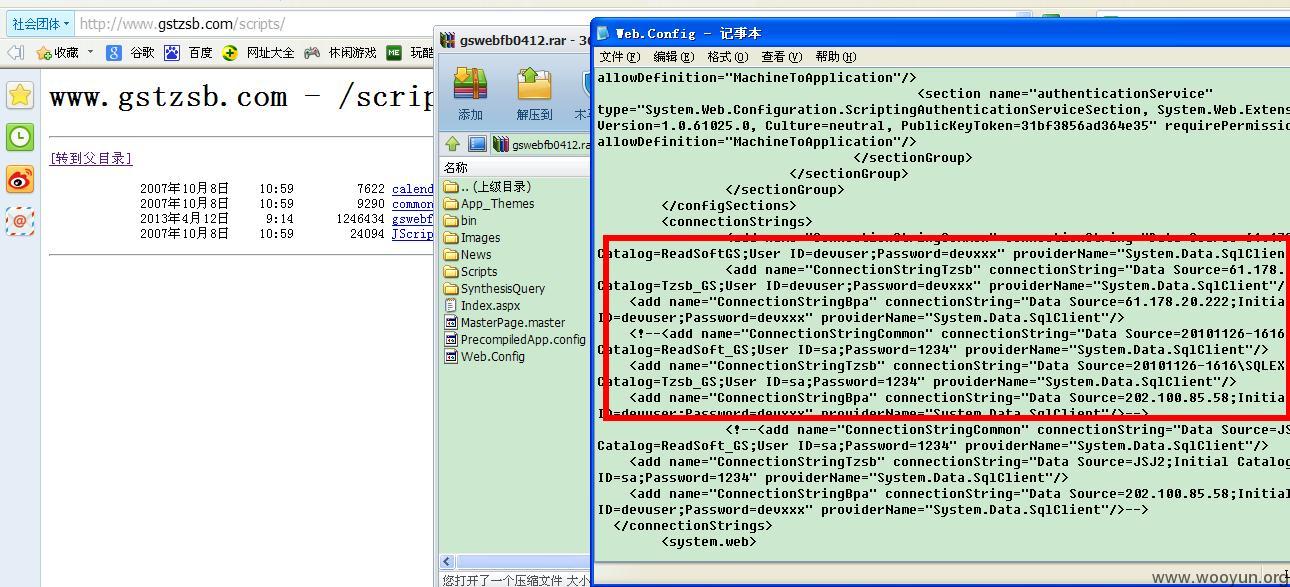 社会团体 http://www.gstzsb.com/scripts/
收藏 谷歌 百度 网址大全 休闲游戏 玩酷
www.gstzsb.com - /scrip
[转到父目录]
2007年10月8日 10:59 7622 calend
2007年10月8日 10:59 9290 common
2013年4月12日 9:14 1246434 gswebf
2007年10月8日 10:59 24094 JScrip
gswebfb0412.rar - 36
添加 解压到
gswebfb0412.ra
名称
.. (上级目录)
App_Themes
bin
Images
News
Scripts
SynthesisQuery
Index.aspx
MasterPage.master
PrecompiledApp.config
Web.Config
您打开了一个压缩文件 大小
Web.Config - 记事本
文件(F) 编辑(E) 格式(O) 查看(V) 帮助(H)
allowDefinition="MachineToApplication"/>
<section name="authenticationService"
type="System.Web.Configuration.ScriptingAuthenticationServiceSection, System.Web.Exten
Version=1.0.61025.0, Culture=neutral, PublicKeyToken=31bf3856ad364e35" requirePermissi
allowDefinition="MachineToApplication"/>
</sectionGroup>
</sectionGroup>
</sectionGroup>
</configSections>
<connectionStrings>
<add name="ConnectionStringCommon" connectionString="Data Source=61.178
Catalog=ReadSoftGS;User ID=devuser;Password=devxxx" providerName="System.Data.SqlClien
<add name="ConnectionStringTzsb" connectionString="Data Source=61.178.
Catalog=Tzsb_GS;User ID=devuser;Password=devxxx" providerName="System.Data.SqlClient"/
<add name="ConnectionStringBpa" connectionString="Data Source=61.178.20.222;Initia
ID=devuser;Password=devxxx" providerName="System.Data.SqlClient"/>
<!--<add name="ConnectionStringCommon" connectionString="Data Source=20101126-1616
Catalog=ReadSoft_GS;User ID=sa;Password=1234" providerName="System.Data.SqlClient"/>
<add name="ConnectionStringTzsb" connectionString="Data Source=20101126-1616\SQLEX
Catalog=Tzsb_GS;User ID=sa;Password=1234" providerName="System.Data.SqlClient"/>
<add name="ConnectionStringBpa" connectionString="Data Source=202.100.85.58;Initia
ID=devuser;Password=devxxx" providerName="System.Data.SqlClient"/>-->
<!--<add name="ConnectionStringCommon" connectionString="Data Source=JS
Catalog=ReadSoft_GS;User ID=sa;Password=1234" providerName="System.Data.SqlClient"/>
<add name="ConnectionStringTzsb" connectionString="Data Source=JSJ2;Initial Catalog
ID=sa;Password=1234" providerName="System.Data.SqlClient"/>
<add name="ConnectionStringBpa" connectionString="Data Source=202.100.85.58;Initia
ID=devuser;Password=devxxx" providerName="System.Data.SqlClient"/>-->
</connectionStrings>
<system.web>
www.wooyun.org